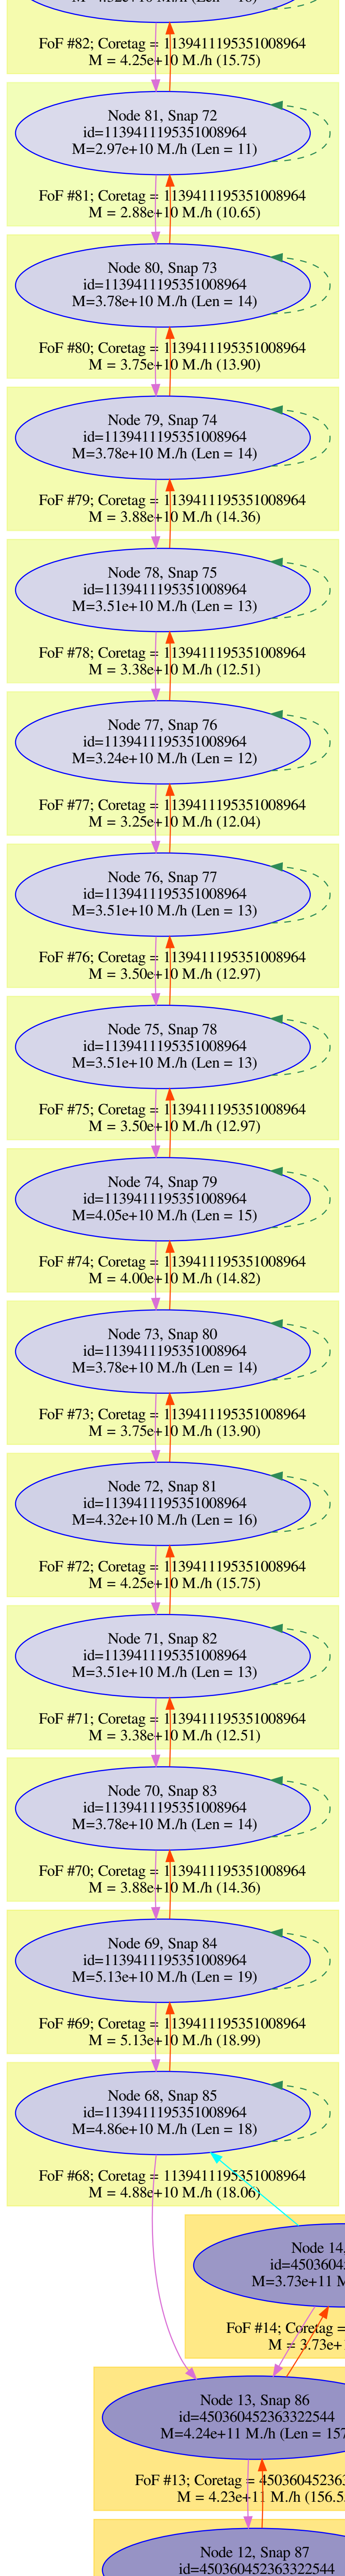 FoF #82; Coretag = 1139411195351008964
M = 4.25e+10 M./h (15.75)
Node 81, Snap 72
id=1139411195351008964
M=2.97e+10 M./h (Len = 11)
FoF #81; Coretag = 1139411195351008964
M = 2.88e+10 M./h (10.65)
Node 80, Snap 73
id=1139411195351008964
M=3.78e+10 M./h (Len = 14)
FoF #80; Coretag = 1139411195351008964
M = 3.75e+10 M./h (13.90)
Node 79, Snap 74
id=1139411195351008964
M=3.78e+10 M./h (Len = 14)
FoF #79; Coretag = 1139411195351008964
M = 3.88e+10 M./h (14.36)
Node 78, Snap 75
id=1139411195351008964
M=3.51e+10 M./h (Len = 13)
FoF #78; Coretag = 1139411195351008964
M = 3.38e+10 M./h (12.51)
Node 77, Snap 76
id=1139411195351008964
M=3.24e+10 M./h (Len = 12)
FoF #77; Coretag = 1139411195351008964
M = 3.25e+10 M./h (12.04)
Node 76, Snap 77
id=1139411195351008964
M=3.51e+10 M./h (Len = 13)
FoF #76; Coretag = 1139411195351008964
M = 3.50e+10 M./h (12.97)
Node 75, Snap 78
id=1139411195351008964
M=3.51e+10 M./h (Len = 13)
FoF #75; Coretag = 1139411195351008964
M = 3.50e+10 M./h (12.97)
Node 74, Snap 79
id=1139411195351008964
M=4.05e+10 M./h (Len = 15)
FoF #74; Coretag = 1139411195351008964
M = 4.00e+10 M./h (14.82)
Node 73, Snap 80
id=1139411195351008964
M=3.78e+10 M./h (Len = 14)
FoF #73; Coretag = 1139411195351008964
M = 3.75e+10 M./h (13.90)
Node 72, Snap 81
id=1139411195351008964
M=4.32e+10 M./h (Len = 16)
FoF #72; Coretag = 1139411195351008964
M = 4.25e+10 M./h (15.75)
Node 71, Snap 82
id=1139411195351008964
M=3.51e+10 M./h (Len = 13)
FoF #71; Coretag = 1139411195351008964
M = 3.38e+10 M./h (12.51)
Node 70, Snap 83
id=1139411195351008964
M=3.78e+10 M./h (Len = 14)
FoF #70; Coretag = 1139411195351008964
M = 3.88e+10 M./h (14.36)
Node 69, Snap 84
id=1139411195351008964
M=5.13e+10 M./h (Len = 19)
FoF #69; Coretag = 1139411195351008964
M = 5.13e+10 M./h (18.99)
Node 68, Snap 85
id=1139411195351008964
M=4.86e+10 M./h (Len = 18)
FoF #68; Coretag = 1139411195351008964
M = 4.88e+10 M./h (18.06)
Node 14,
id=45036045
M=3.73e+11 M
FoF #14; Coretag =
M = 3.73e+
Node 13, Snap 86
id=450360452363322544
M=4.24e+11 M./h (Len = 157
FoF #13; Coretag = 450360452363
M = 4.23e+11 M./h (156.5
Node 12, Snap 87
id=450360452363322544